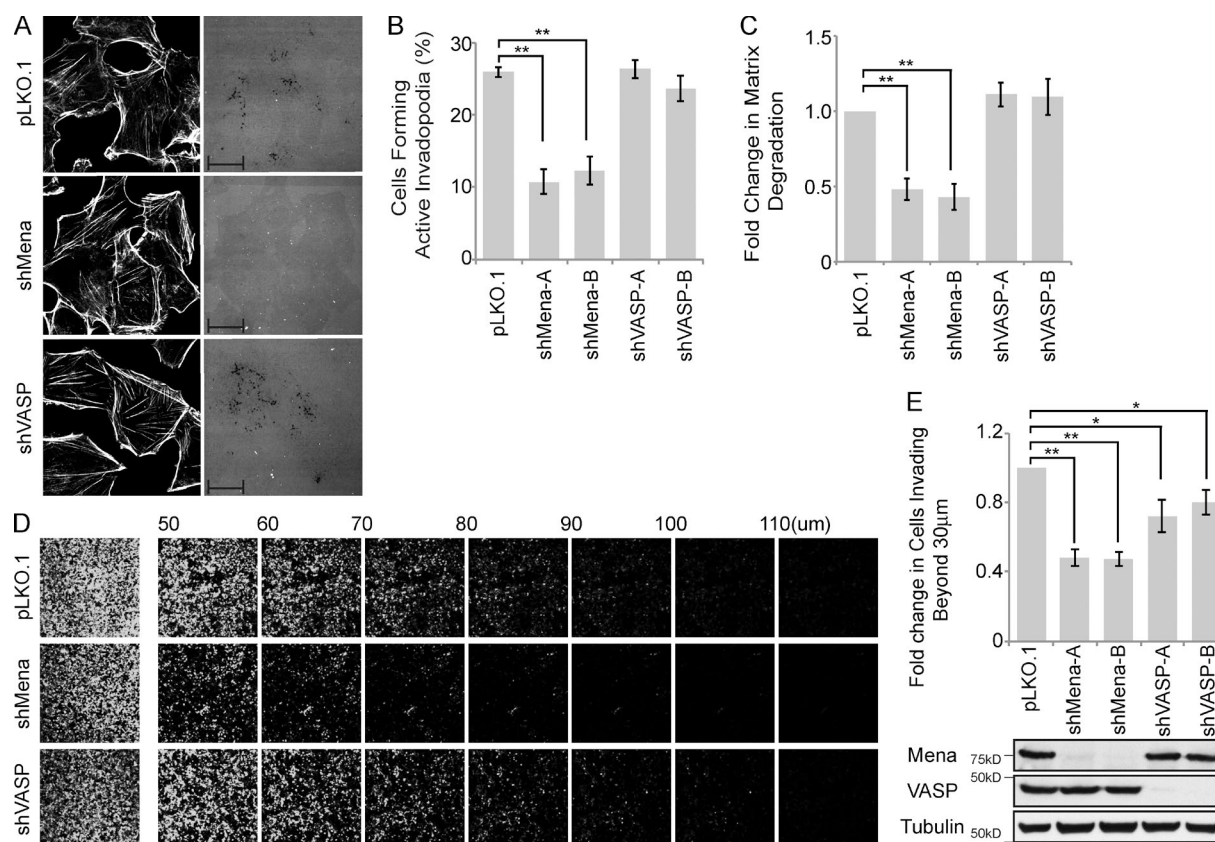 A
pLKO.1
shMena
shVASP
B
Cells Forming
Active Invadopodia (%)
30
20
10
0
**
**
pLKO.1
shMena-A
shMena-B
shVASP-A
shVASP-B
C
Fold Change in Matrix
Degradation
1.5
1.0
0.5
0
**
**
pLKO.1
shMena-A
shMena-B
shVASP-A
shVASP-B
D
50 60 70 80 90 100 110(um)
pLKO.1
shMena
shVASP
E
Fold change in Cells Invading
Beyond 30µm
1.2
0.8
0.4
0
*
*
**
**
pLKO.1
shMena-A
shMena-B
shVASP-A
shVASP-B
Mena 75kD
50kD
VASP
Tubulin 50kD